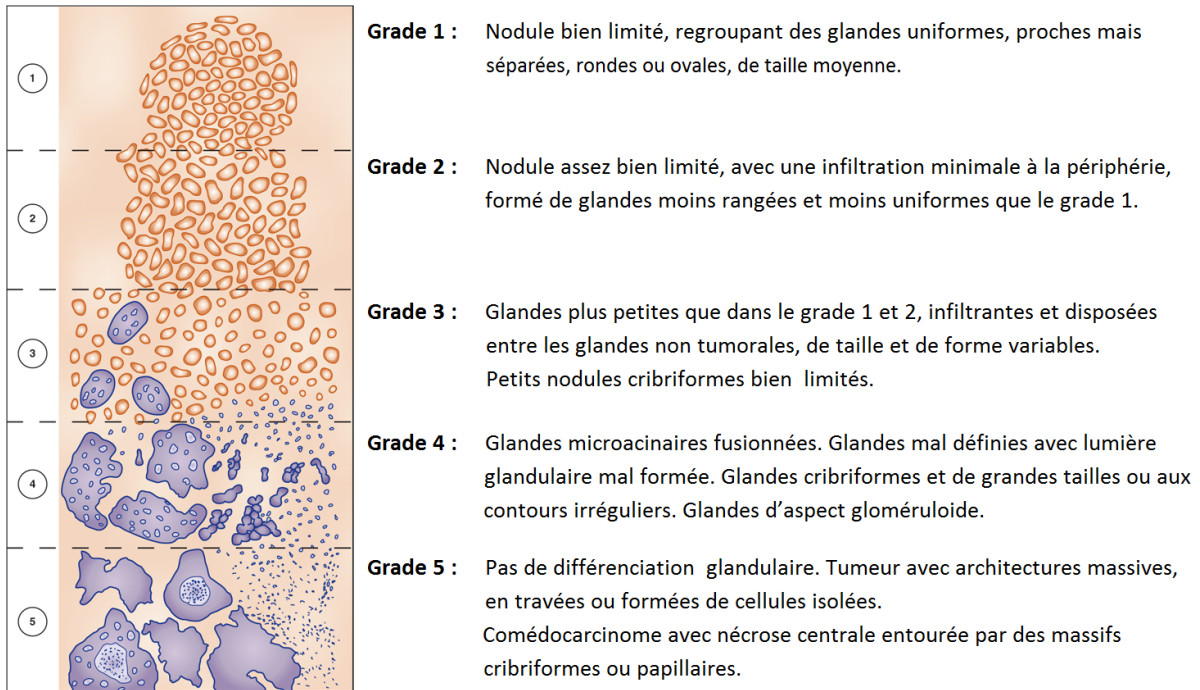 1
Grade 1 : Nodule bien limité, regroupant des glandes uniformes, proches mais
séparées, rondes ou ovales, de taille moyenne.
2
Grade 2 : Nodule assez bien limité, avec une infiltration minimale à la périphérie,
formé de glandes moins rangées et moins uniformes que le grade 1.
3
Grade 3 : Glandes plus petites que dans le grade 1 et 2, infiltrantes et disposées
entre les glandes non tumorales, de taille et de forme variables.
Petits nodules cribriformes bien limités.
4
Grade 4 : Glandes microacinaires fusionnées. Glandes mal définies avec lumière
glandulaire mal formée. Glandes cribriformes et de grandes tailles ou aux
contours irréguliers. Glandes d’aspect gloméruloide.
5
Grade 5 : Pas de différenciation glandulaire. Tumeur avec architectures massives,
en travées ou formées de cellules isolées.
Comédocarcinome avec nécrose centrale entourée par des massifs
cribriformes ou papillaires.